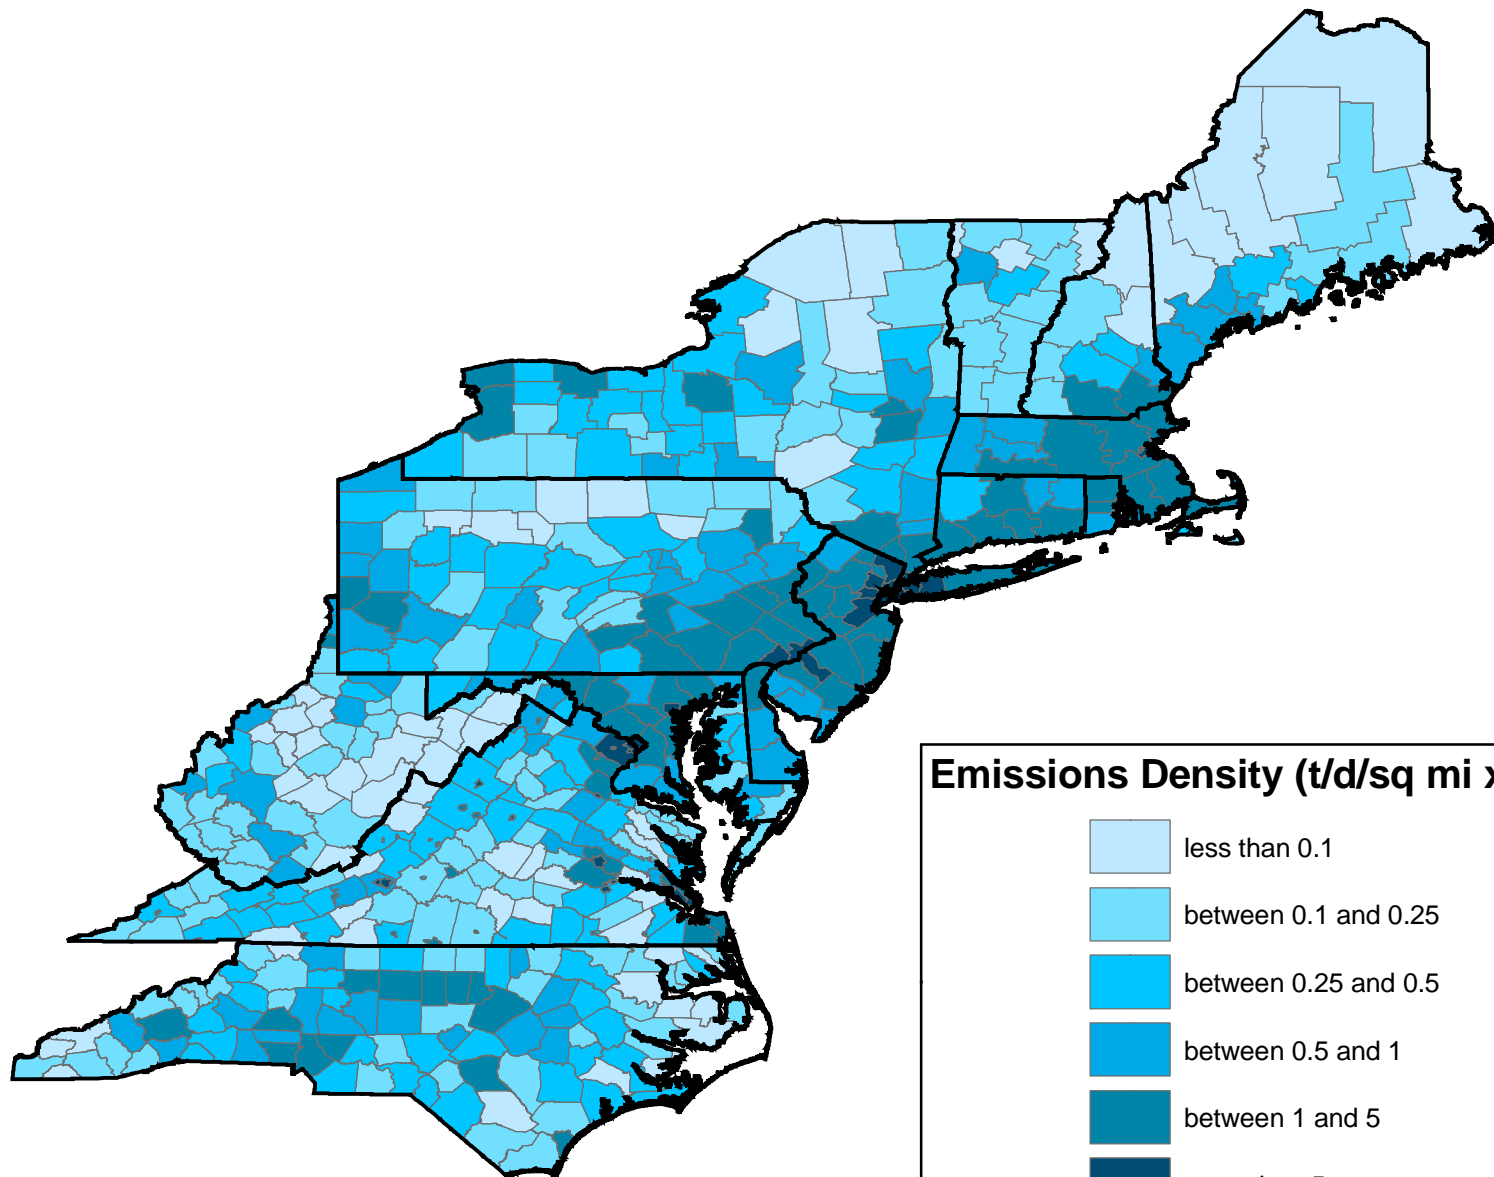 Emissions Density (t/d/sq mi x
less than 0.1
between 0.1 and 0.25
between 0.25 and 0.5
between 0.5 and 1
between 1 and 5